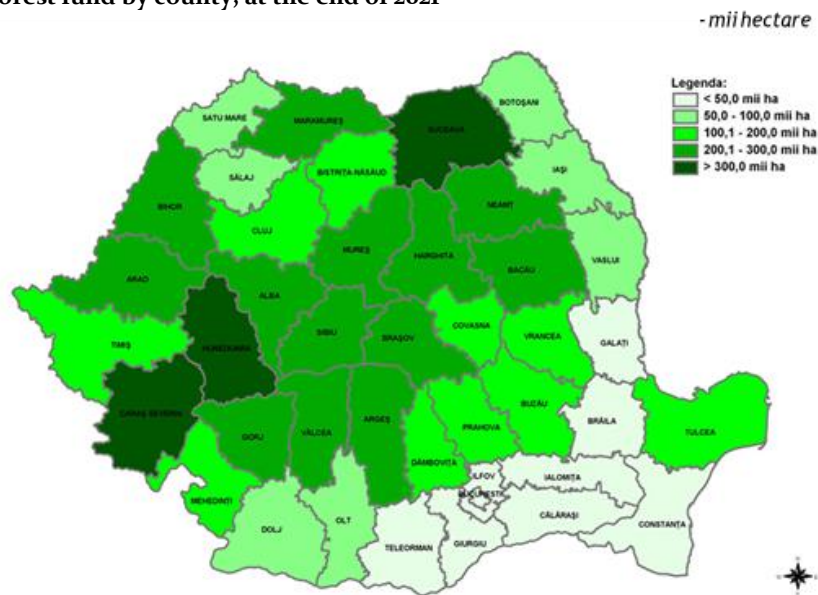 forest fund by county, at the end of 2021
- mii hectare
Legenda:
< 50,0 mii ha
50,0 - 100,0 mii ha
100,1 - 200,0 mii ha
200,1 - 300,0 mii ha
> 300,0 mii ha
BOTOȘANI
SATU MARE
MARAMUREȘ
SUCEAVA
IAȘI
SĂLAJ
BISTRIȚA-NĂSĂUD
BIHOR
NEAMȚ
CLUJ
MUREȘ
HARGHITA
VASLUI
BACĂU
ARAD
ALBA
TIMIȘ
HUNEDOARA
SIBIU
BRAȘOV
COVASNA
VRANCEA
GALAȚI
CARAȘ-SEVERIN
GORJ
VÂLCEA
ARGEȘ
BUZĂU
PRAHOVA
BRĂILA
TULCEA
DÂMBOVIȚA
ILFOV
IALOMIȚA
BUCUREȘTI
MEHEDINȚI
CĂLĂRAȘI
CONSTANȚA
DOLJ
OLT
TELEORMAN
GIURGIU